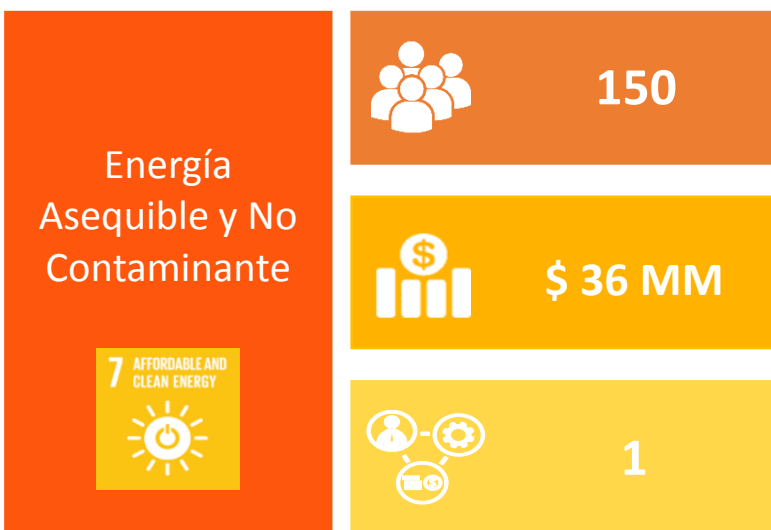 Energía
Asequible y No
Contaminante
7 AFFORDABLE AND
CLEAN ENERGY
150
$ 36 MM
1